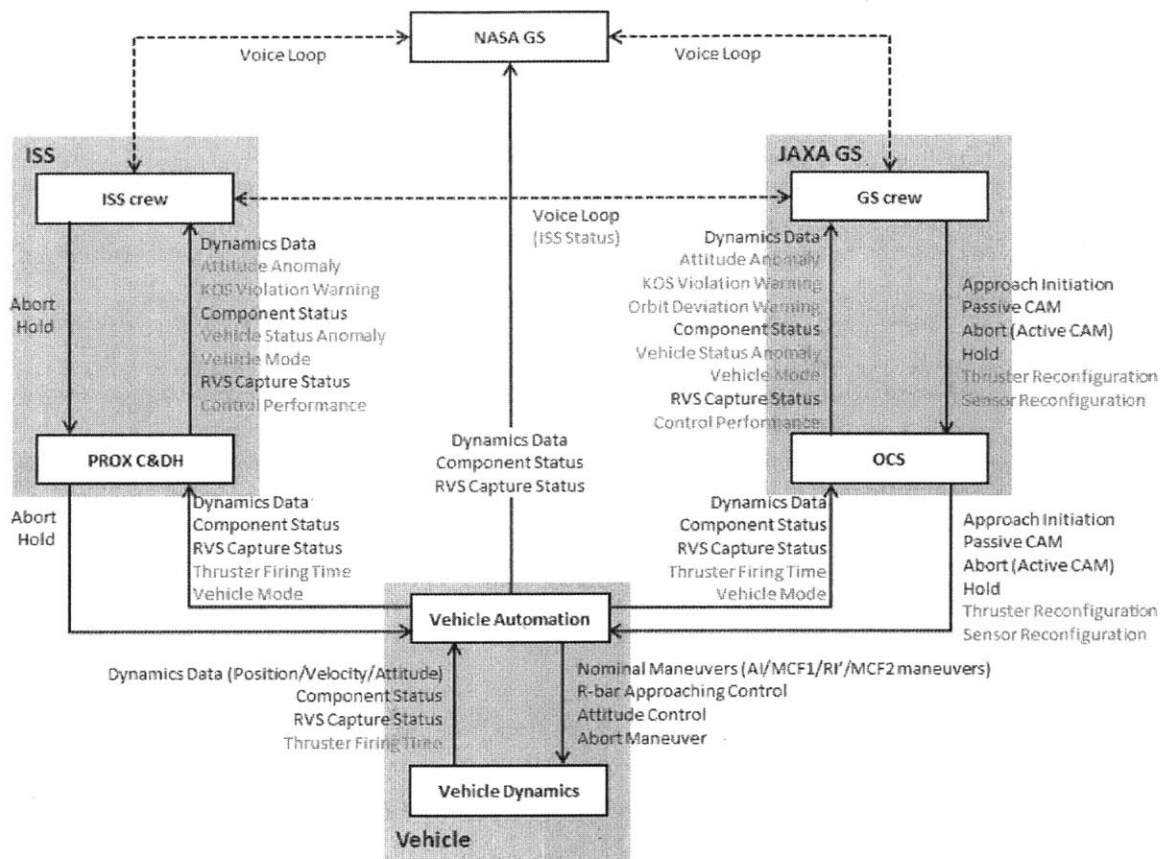 NASA GS
Voice Loop
Voice Loop
ISS
ISS crew
JAXA GS
GS crew
Voice Loop
(ISS Status)
Abort
Hold
Dynamics Data
Attitude Anomaly
KOS Violation Warning
Component Status
Vehicle Status Anomaly
Vehicle Mode
RVS Capture Status
Control Performance
Dynamics Data
Attitude Anomaly
KOS Violation Warning
Orbit Deviation Warning
Component Status
Vehicle Status Anomaly
Vehicle Mode
RVS Capture Status
Control Performance
Approach Initiation
Passive CAM
Abort (Active CAM)
Hold
Thruster Reconfiguration
Sensor Reconfiguration
PROX C&DH
Dynamics Data
Component Status
RVS Capture Status
OCS
Abort
Hold
Dynamics Data
Component Status
RVS Capture Status
Thruster Firing Time
Vehicle Mode
Dynamics Data
Component Status
RVS Capture Status
Thruster Firing Time
Vehicle Mode
Approach Initiation
Passive CAM
Abort (Active CAM)
Hold
Thruster Reconfiguration
Sensor Reconfiguration
Vehicle Automation
Dynamics Data (Position/Velocity/Attitude)
Component Status
RVS Capture Status
Thruster Firing Time
Nominal Maneuvers (AI/MCF1/RI'/MCF2 maneuvers)
R-bar Approaching Control
Attitude Control
Abort Maneuver
Vehicle Dynamics
Vehicle